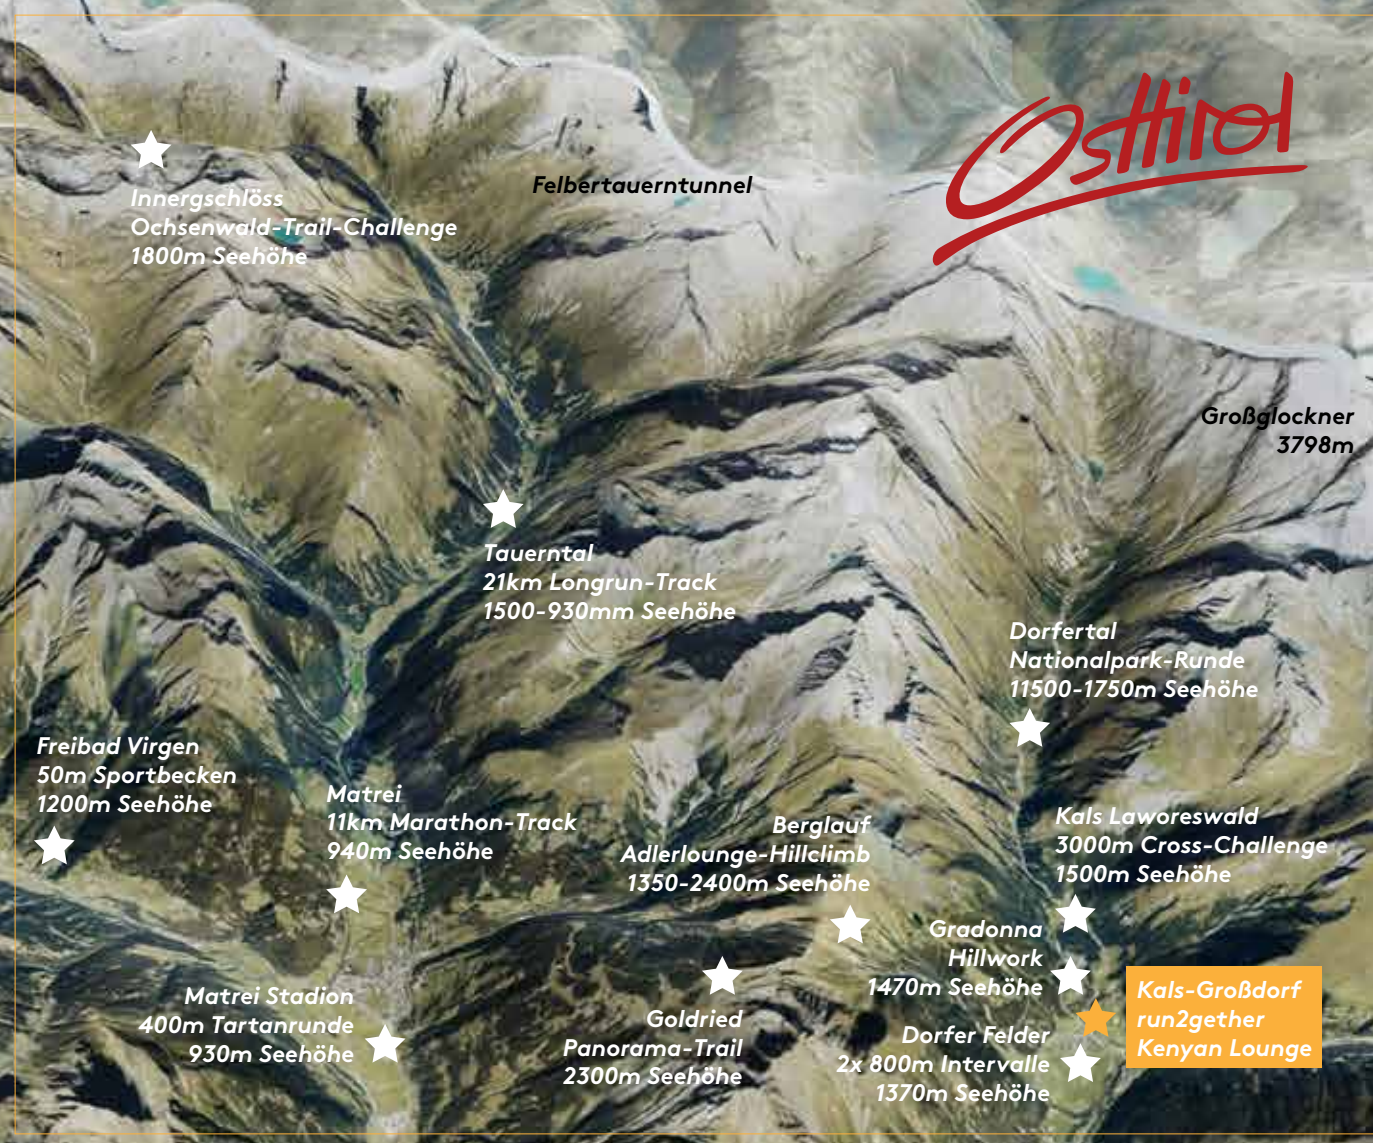 Osttirol
Innergschlöss
Ochsenwald-Trail-Challenge
1800m Seehöhe
Felbertauerntunnel
Großglockner
3798m
Tauerntal
21km Longrun-Track
1500-930mm Seehöhe
Dorfertal
Nationalpark-Runde
11500-1750m Seehöhe
Freibad Virgen
50m Sportbecken
1200m Seehöhe
Matrei
11km Marathon-Track
940m Seehöhe
Berglauf
Adlerlounge-Hillclimb
1350-2400m Seehöhe
Kals Laworeswald
3000m Cross-Challenge
1500m Seehöhe
Gradonna
Hillwork
1470m Seehöhe
Matrei Stadion
400m Tartanrunde
930m Seehöhe
Goldried
Panorama-Trail
2300m Seehöhe
Dorfer Felder
2x 800m Intervalle
1370m Seehöhe
Kals-Großdorf
run2gether
Kenyan Lounge